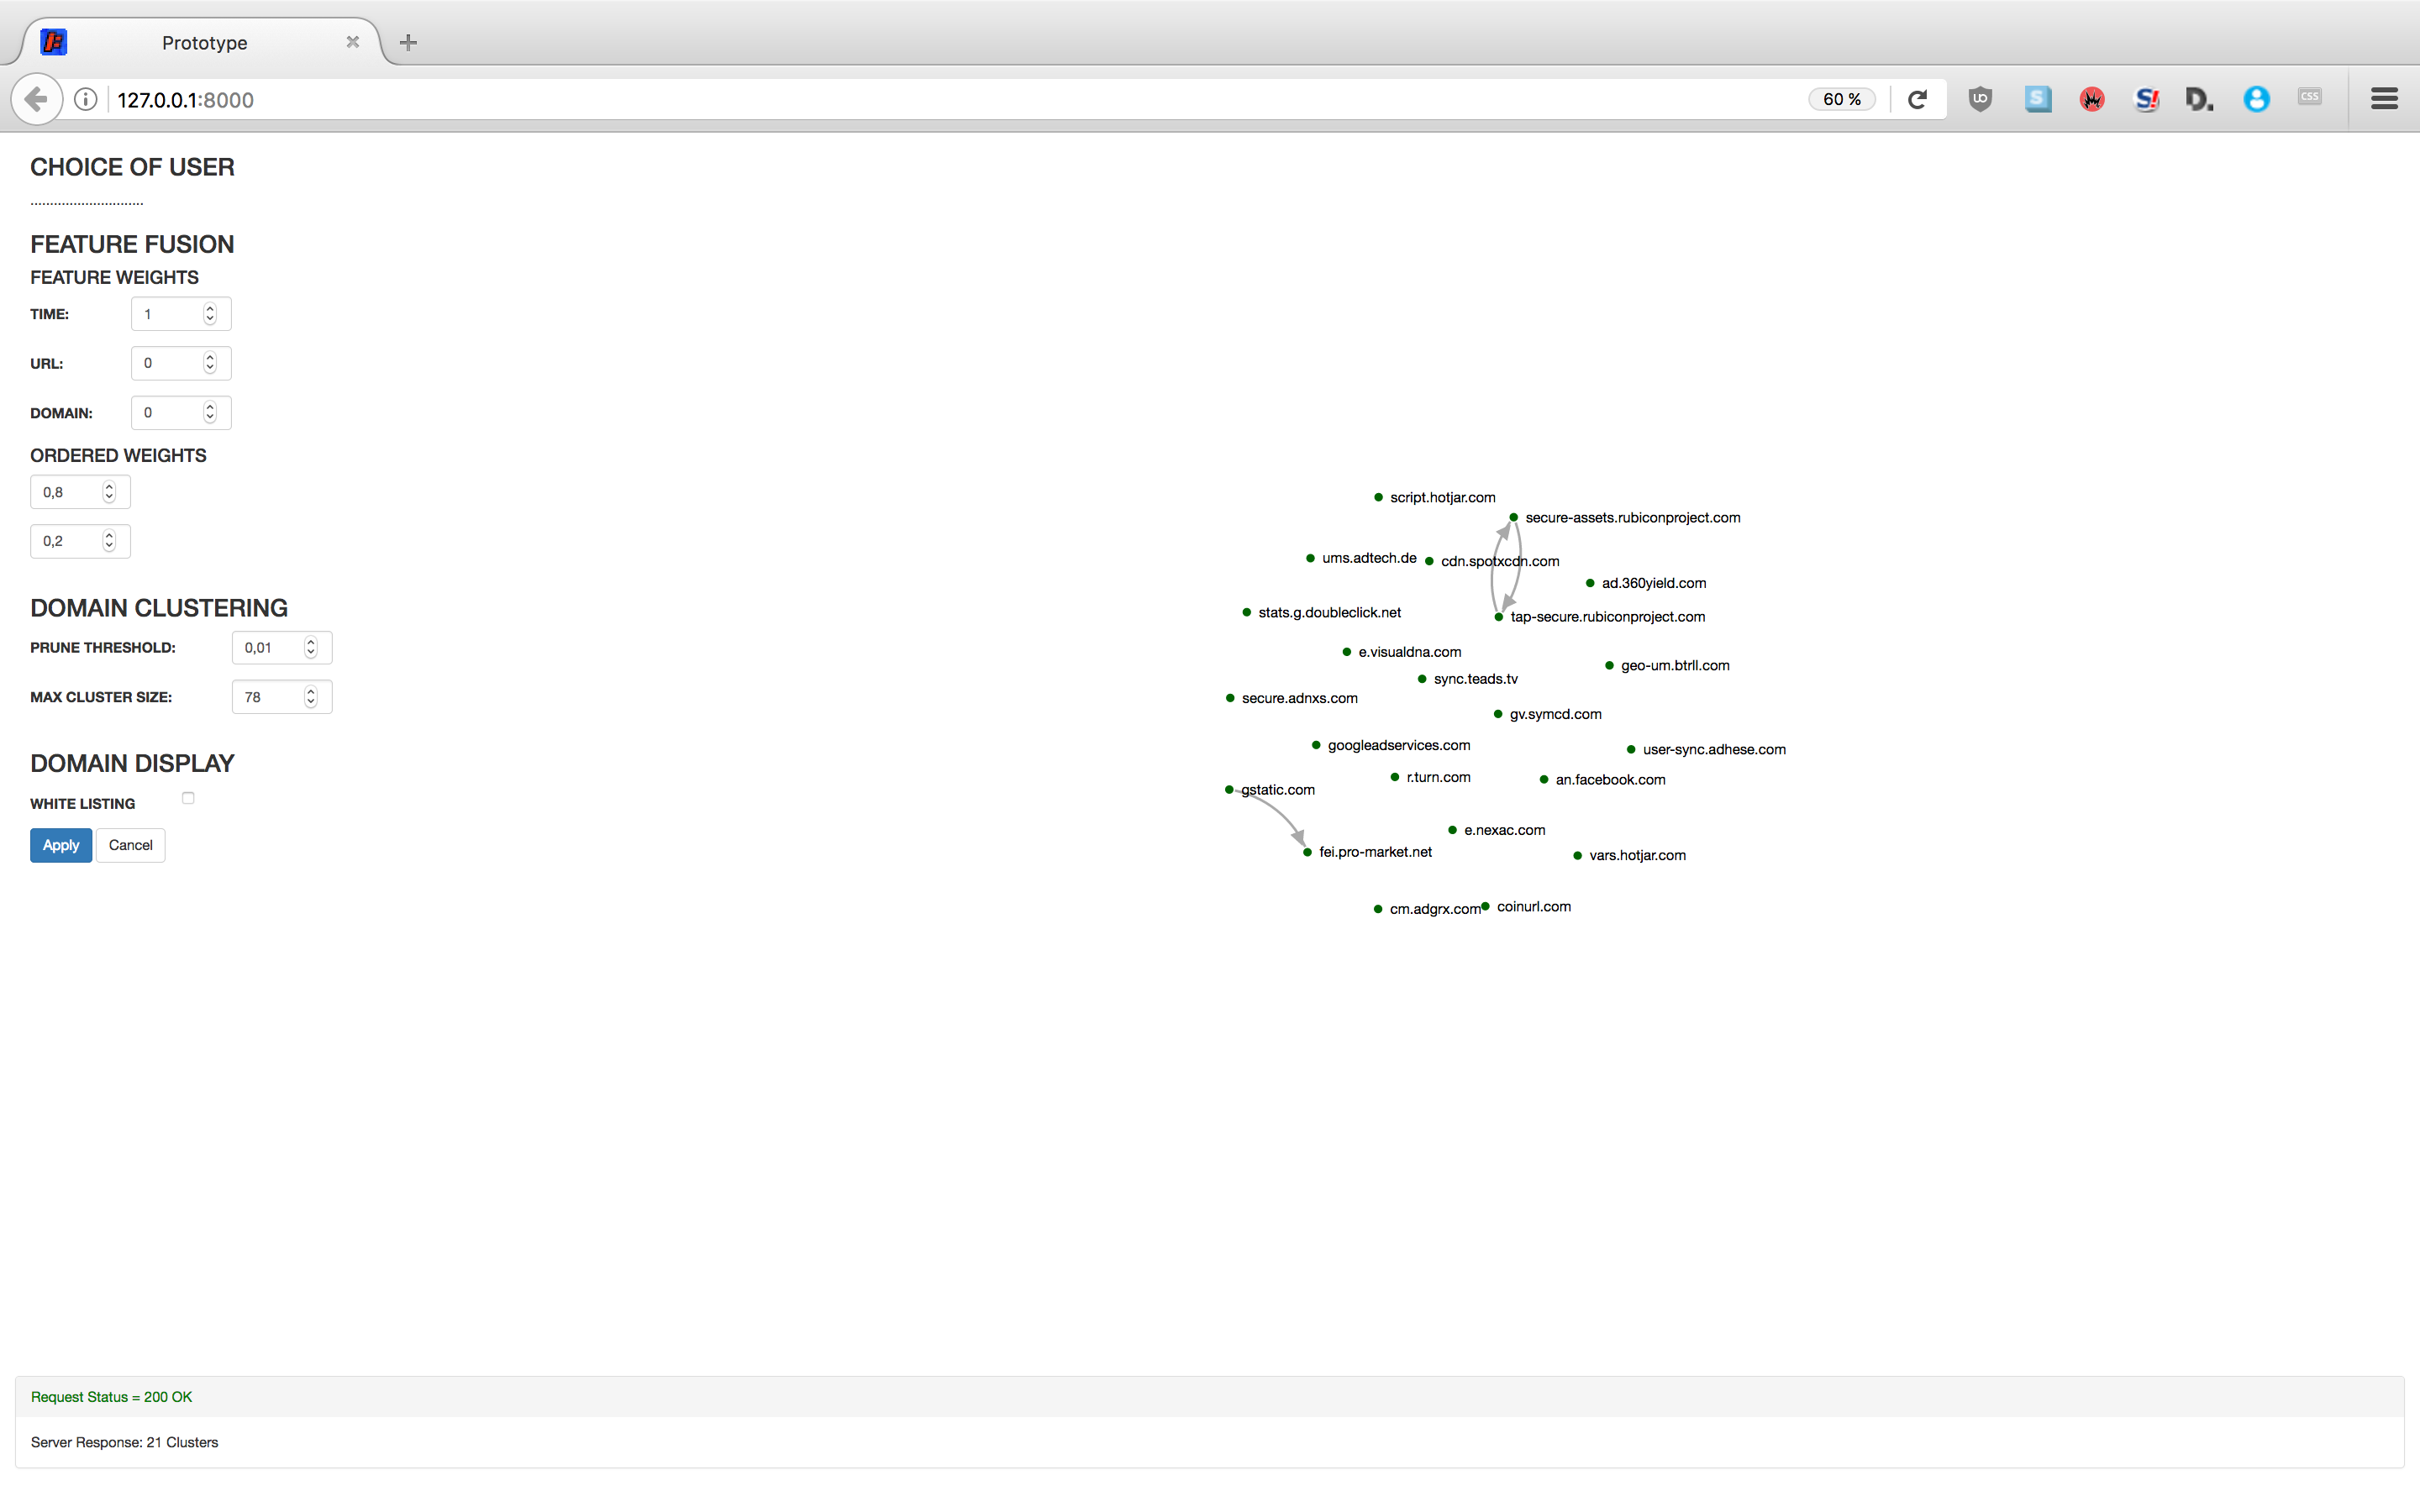 Prototype
127.0.0.1:8000
60 %
CHOICE OF USER
.............................
FEATURE FUSION
FEATURE WEIGHTS
TIME: 1
URL: 0
DOMAIN: 0
ORDERED WEIGHTS
0,8
0,2
DOMAIN CLUSTERING
PRUNE THRESHOLD: 0,01
MAX CLUSTER SIZE: 78
DOMAIN DISPLAY
WHITE LISTING
Apply Cancel
script.hotjar.com
secure-assets.rubiconproject.com
ums.adtech.de
cdn.spotxcdn.com
ad.360yield.com
stats.g.doubleclick.net
tap-secure.rubiconproject.com
e.visualdna.com
geo-um.btrll.com
sync.teads.tv
secure.adnxs.com
gv.symcd.com
googleadservices.com
user-sync.adhese.com
r.turn.com
an.facebook.com
gstatic.com
e.nexac.com
fei.pro-market.net
vars.hotjar.com
cm.adgrx.com
coinurl.com
Request Status = 200 OK
Server Response: 21 Clusters
UD
S
S!
D.
CSS